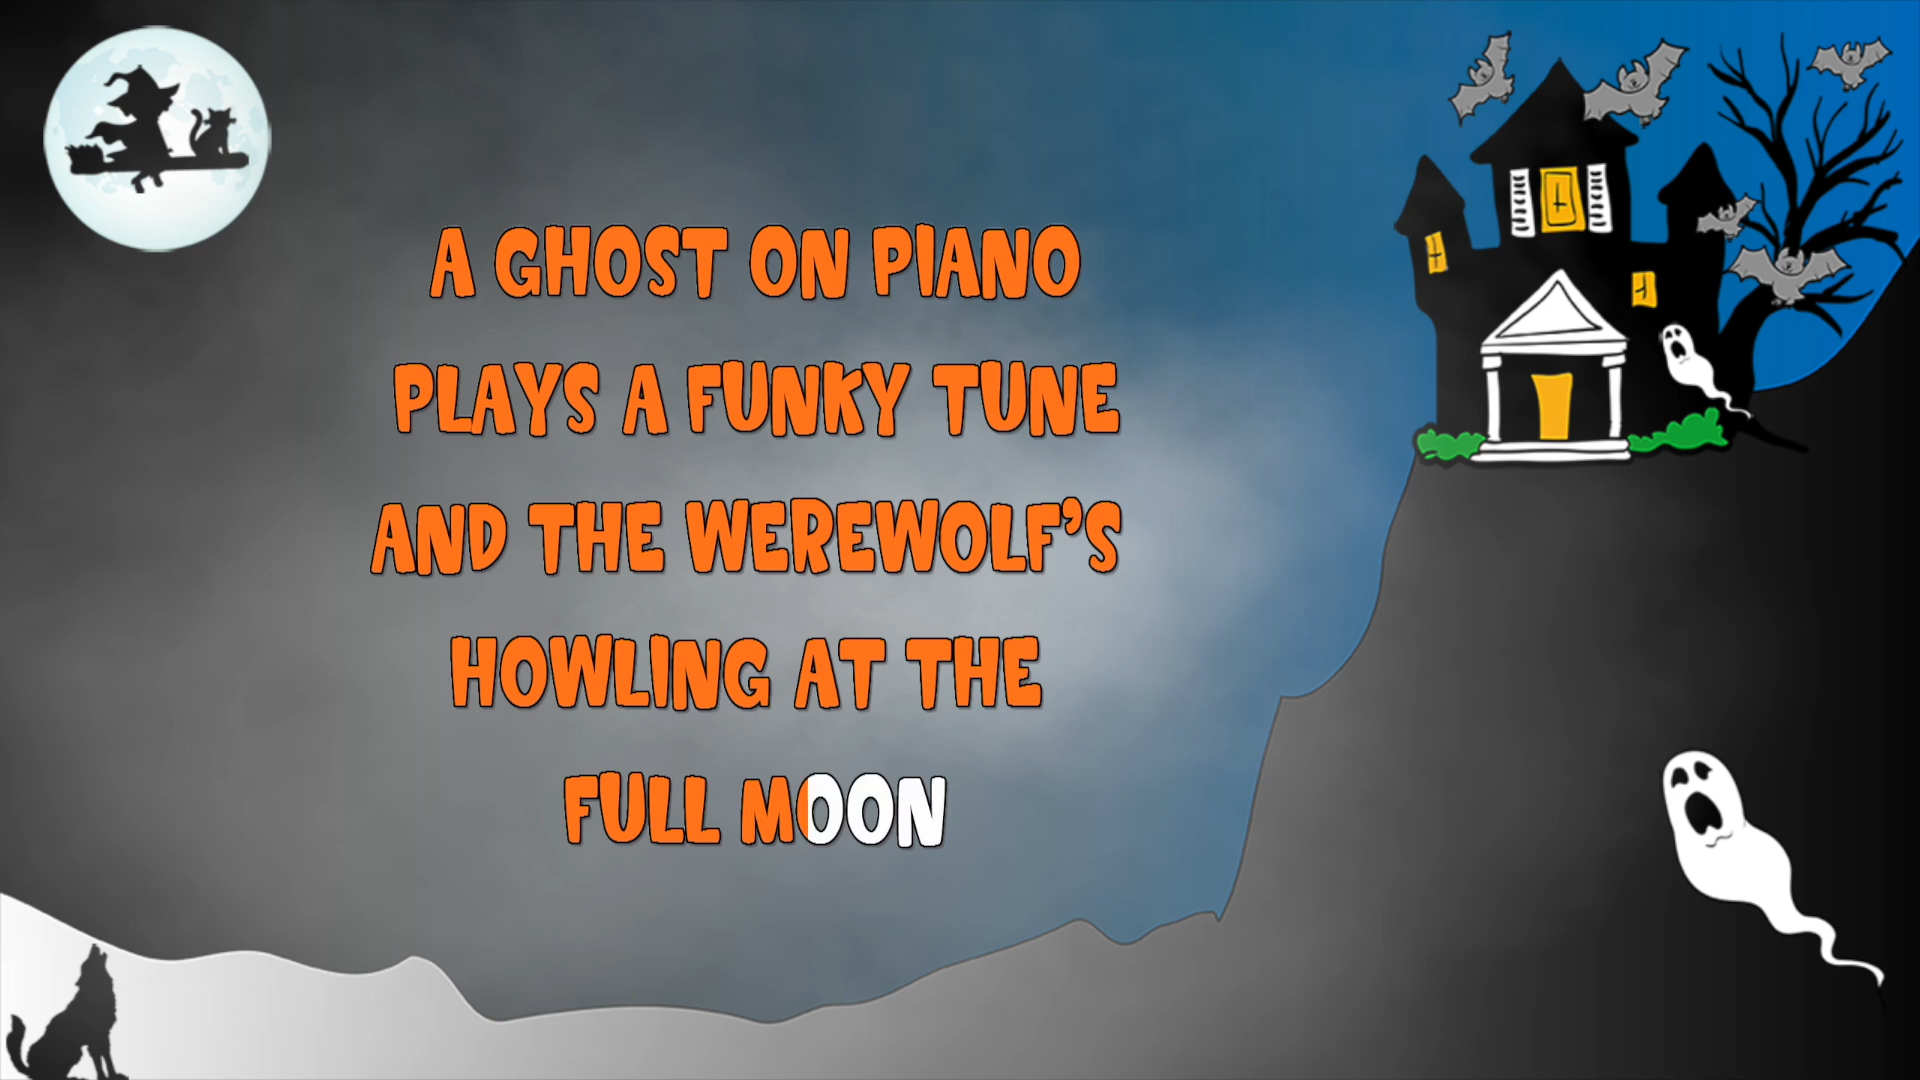 A GHOST ON PIANO
PLAYS A FUNKY TUNE
AND THE WEREWOLF’S
HOWLING AT THE
FULL MOON